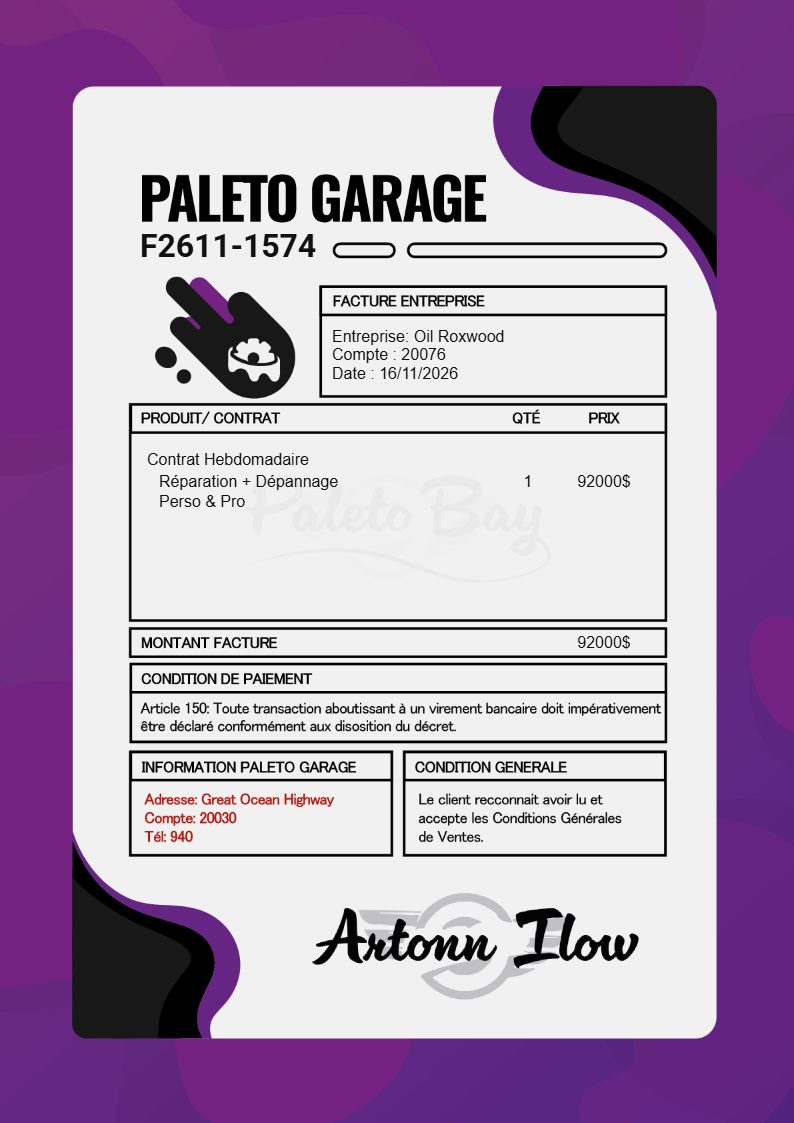 PALETO GARAGE
F2611-1574
FACTURE ENTREPRISE
Entreprise: Oil Roxwood
Compte : 20076
Date : 16/11/2026
PRODUIT/ CONTRAT QTÉ PRIX
Contrat Hebdomadaire
Réparation + Dépannage 1 92000$
Perso & Pro
Paleto Bay
MONTANT FACTURE 92000$
CONDITION DE PAIEMENT
Article 150: Toute transaction aboutissant à un virement bancaire doit impérativement
être déclaré conformément aux disosition du décret.
INFORMATION PALETO GARAGE
Adresse: Great Ocean Highway
Compte: 20030
Tél: 940
CONDITION GENERALE
Le client recconnait avoir lu et
accepte les Conditions Générales
de Ventes.
Artonn Ilow